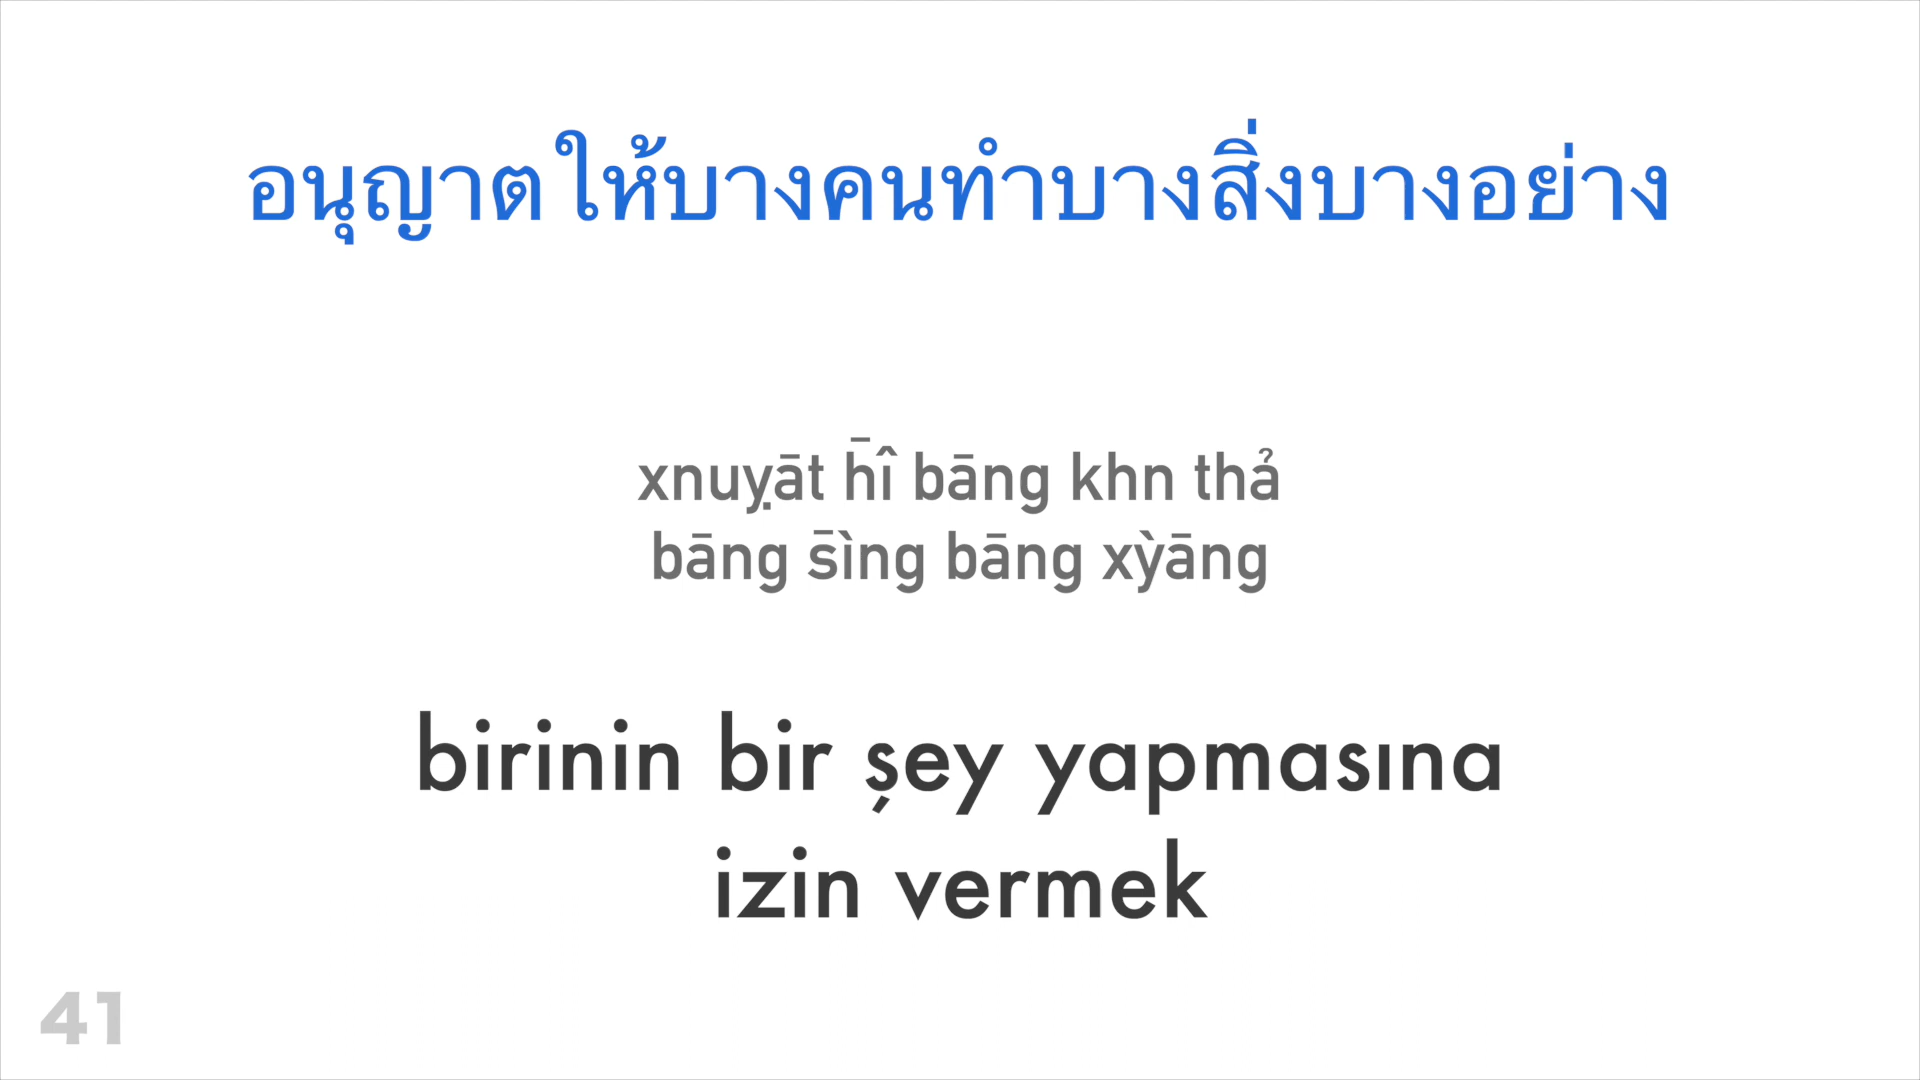 อนุญาตให้บางคนทำบางสิ่งบางอย่าง
xnuỵāt h̄ı̂ bāng khn thả
bāng s̄ìng bāng xỳāng
birinin bir şey yapmasına
izin vermek
41